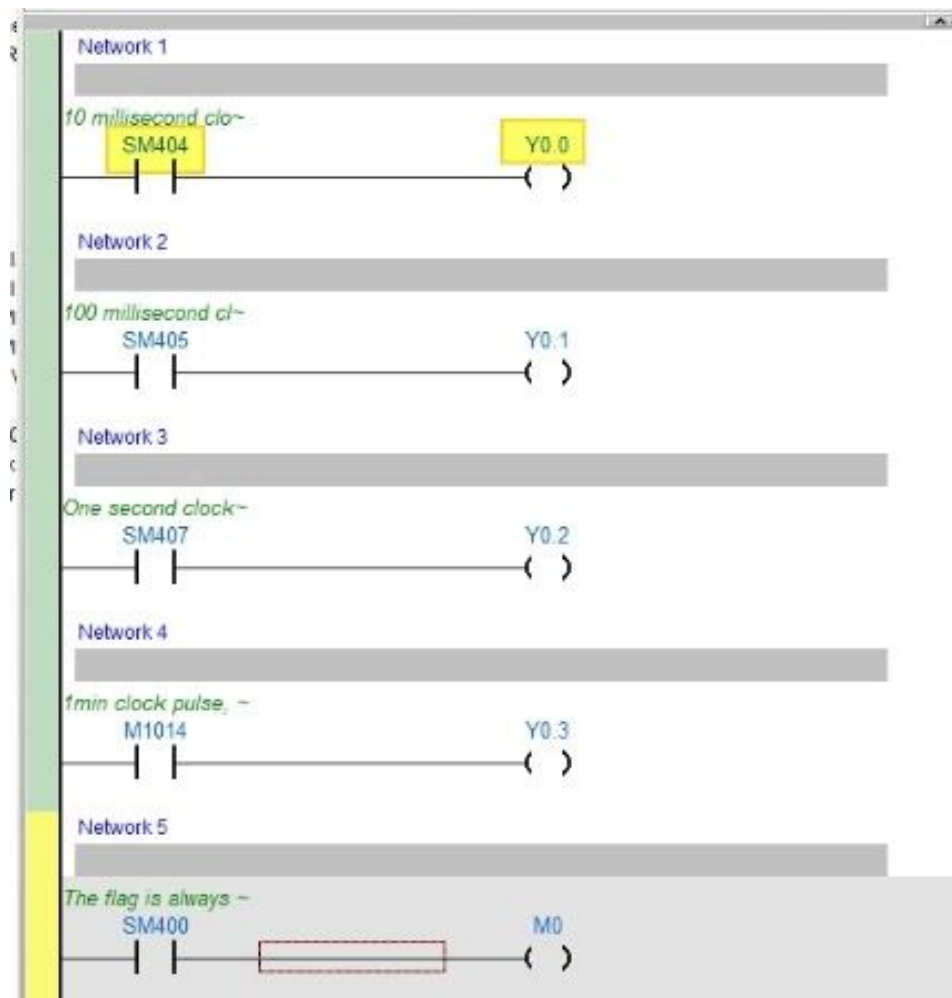 Network 1
10 millisecond clo~
SM404 Y0.0
Network 2
100 millisecond cl~
SM405 Y0.1
Network 3
One second clock~
SM407 Y0.2
Network 4
1min clock pulse, ~
M1014 Y0.3
Network 5
The flag is always ~
SM400 M0